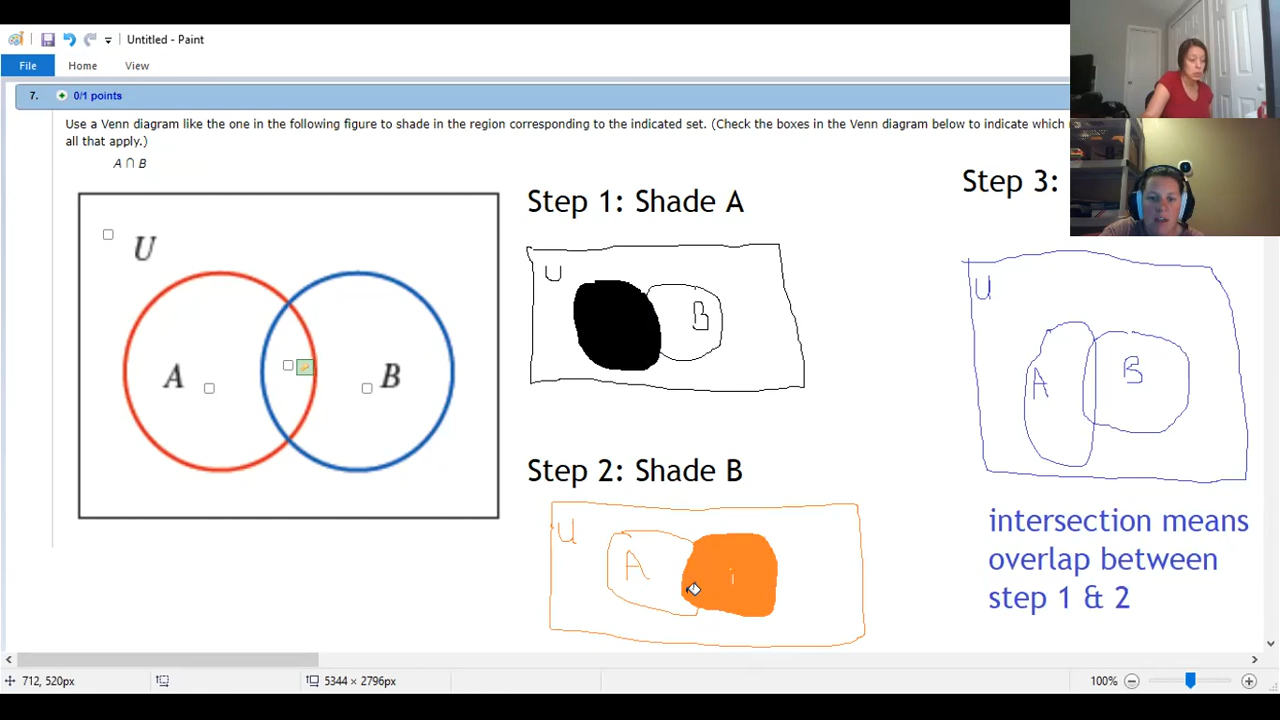 Untitled - Paint
File Home View
7. 0/1 points
Use a Venn diagram like the one in the following figure to shade in the region corresponding to the indicated set. (Check the boxes in the Venn diagram below to indicate which
all that apply.)
A ∩ B
U
A
B
Step 1: Shade A
U
B
Step 2: Shade B
U
A
Step 3:
U
A
B
intersection means
overlap between
step 1 & 2
712, 520px
5344 × 2796px
100%